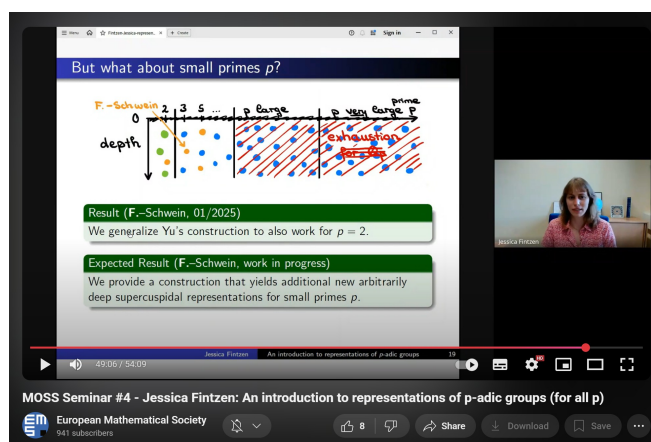 Menu
Fintzen-Jessica-represen... ×
+ Create
Sign in
But what about small primes p?
F.-Schwein 2 3 5 ... p large p very large prime p
0
depth
exhaustion
Result (F.–Schwein, 01/2025)
We generalize Yu's construction to also work for p = 2.
Expected Result (F.–Schwein, work in progress)
We provide a construction that yields additional new arbitrarily
deep supercuspidal representations for small primes p.
Jessica Fintzen An introduction to representations of p-adic groups 19
Jessica Fintzen
49:06 / 54:09
HD
MOSS Seminar #4 - Jessica Fintzen: An introduction to representations of p-adic groups (for all p)
EM
S
European Mathematical Society
941 subscribers
8
Share
Download
Save